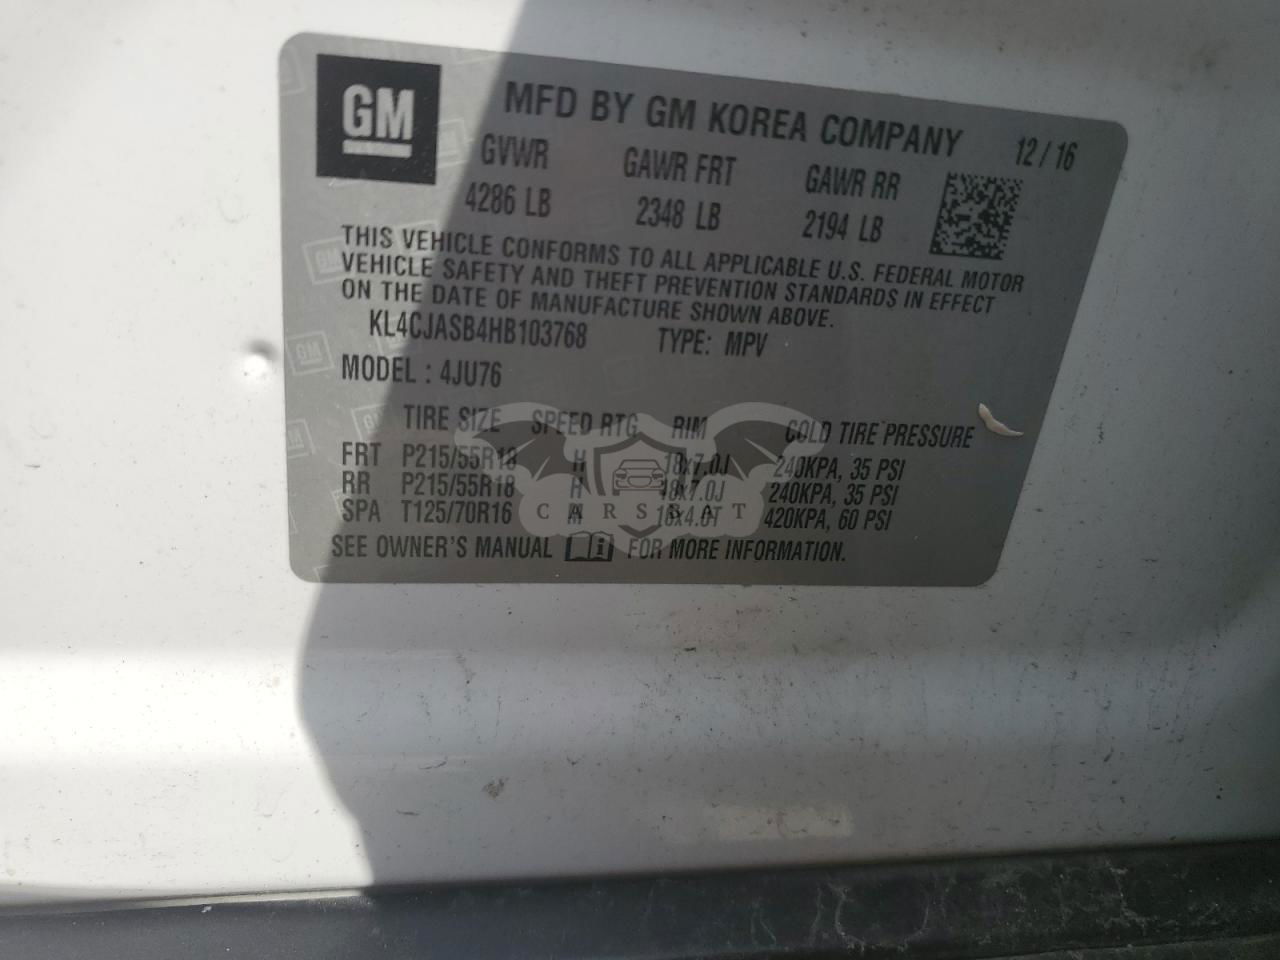 GM
MFD BY GM KOREA COMPANY 12/16
GVWR GAWR FRT GAWR RR
4286 LB 2348 LB 2194 LB
THIS VEHICLE CONFORMS TO ALL APPLICABLE U.S. FEDERAL MOTOR
VEHICLE SAFETY AND THEFT PREVENTION STANDARDS IN EFFECT
ON THE DATE OF MANUFACTURE SHOWN ABOVE.
KL4CJASB4HB103768 TYPE: MPV
MODEL: 4JU76
TIRE SIZE SPEED RTG RIM COLD TIRE PRESSURE
FRT P215/55R18 H 18x7.0J 240KPA, 35 PSI
RR P215/55R18 H 18x7.0J 240KPA, 35 PSI
SPA T125/70R16 M 16x4.0T 420KPA, 60 PSI
CARSBAT
SEE OWNER'S MANUAL FOR MORE INFORMATION.